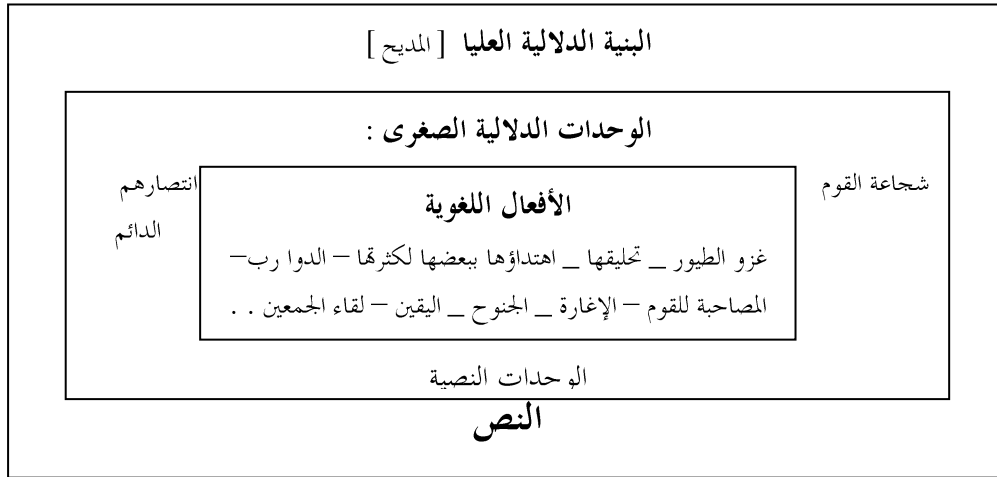 البنية الدلالية العليا [ المديح ]
الوحدات الدلالية الصغرى :
شجاعة القوم
انتصارهم
الدائم
الأفعال اللغوية
غزو الطيور _ تحليقها _ اهتداؤها ببعضها لكثرتها – الدوا رب–
المصاحبة للقوم – الإغارة _ الجنوح _ اليقين – لقاء الجمعين . .
الوحدات النصية
النص